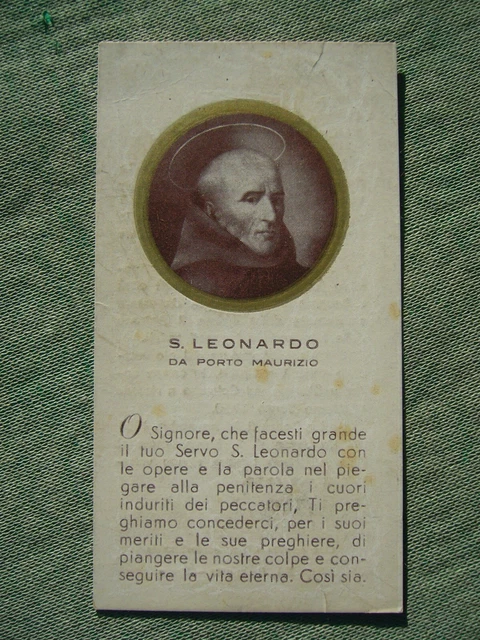 S. LEONARDO
DA PORTO MAURIZIO
O Signore, che facesti grande
il tuo Servo S. Leonardo con
le opere e la parola nel pie-
gare alla penitenza i cuori
induriti dei peccatori, Ti pre-
ghiamo concederci, per i suoi
meriti e le sue preghiere, di
piangere le nostre colpe e con-
seguire la vita eterna. Così sia.